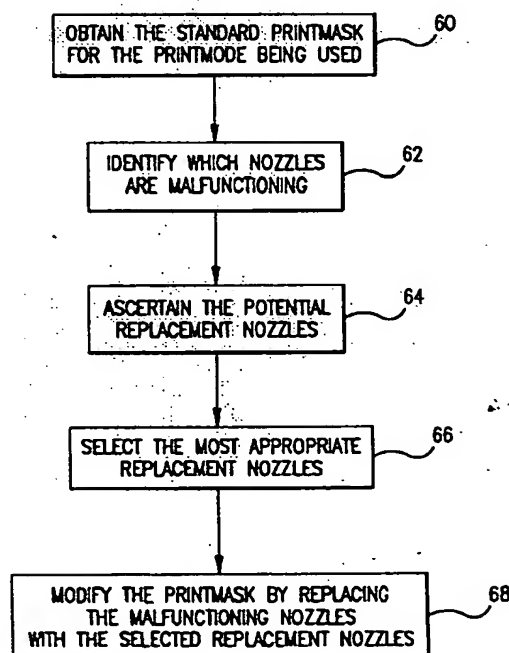 OBTAIN THE STANDARD PRINTMASK
FOR THE PRINTMODE BEING USED
60
IDENTIFY WHICH NOZZLES
ARE MALFUNCTIONING
62
ASCERTAIN THE POTENTIAL
REPLACEMENT NOZZLES
64
SELECT THE MOST APPROPRIATE
REPLACEMENT NOZZLES
66
MODIFY THE PRINTMASK BY REPLACING
THE MALFUNCTIONING NOZZLES
WITH THE SELECTED REPLACEMENT NOZZLES
68